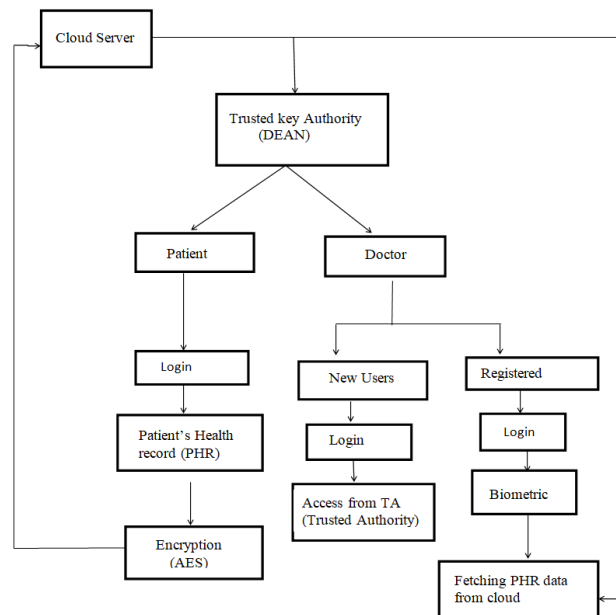 Cloud Server
Trusted key Authority
(DEAN)
Patient
Doctor
Login
New Users
Registered
Patient's Health
record (PHR)
Login
Login
Access from TA
(Trusted Authority)
Biometric
Encryption
(AES)
Fetching PHR data
from cloud